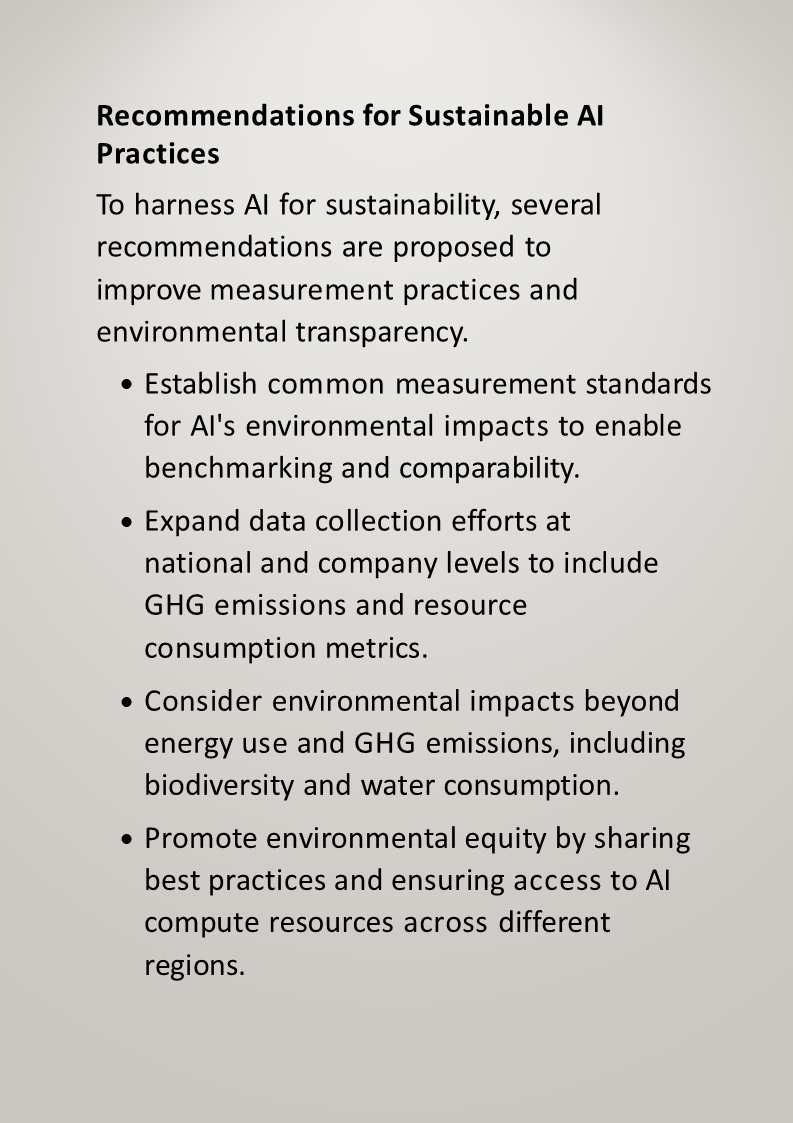 Recommendations for Sustainable AI
Practices
To harness AI for sustainability, several
recommendations are proposed to
improve measurement practices and
environmental transparency.
• Establish common measurement standards
for AI's environmental impacts to enable
benchmarking and comparability.
• Expand data collection efforts at
national and company levels to include
GHG emissions and resource
consumption metrics.
• Consider environmental impacts beyond
energy use and GHG emissions, including
biodiversity and water consumption.
• Promote environmental equity by sharing
best practices and ensuring access to AI
compute resources across different
regions.